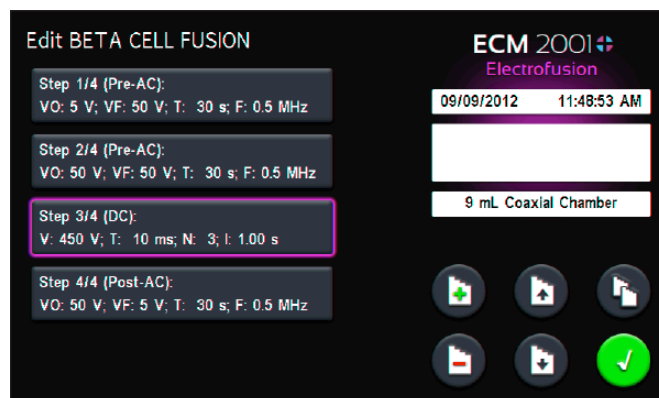 Edit BETA CELL FUSION
Step 1/4 (Pre-AC):
VO: 5 V; VF: 50 V; T: 30 s; F: 0.5 MHz
Step 2/4 (Pre-AC):
VO: 50 V; VF: 50 V; T: 30 s; F: 0.5 MHz
Step 3/4 (DC):
V: 450 V; T: 10 ms; N: 3; I: 1.00 s
Step 4/4 (Post-AC):
VO: 50 V; VF: 5 V; T: 30 s; F: 0.5 MHz
ECM 2001
Electrofusion
09/09/2012 11:48:53 AM
9 mL Coaxial Chamber